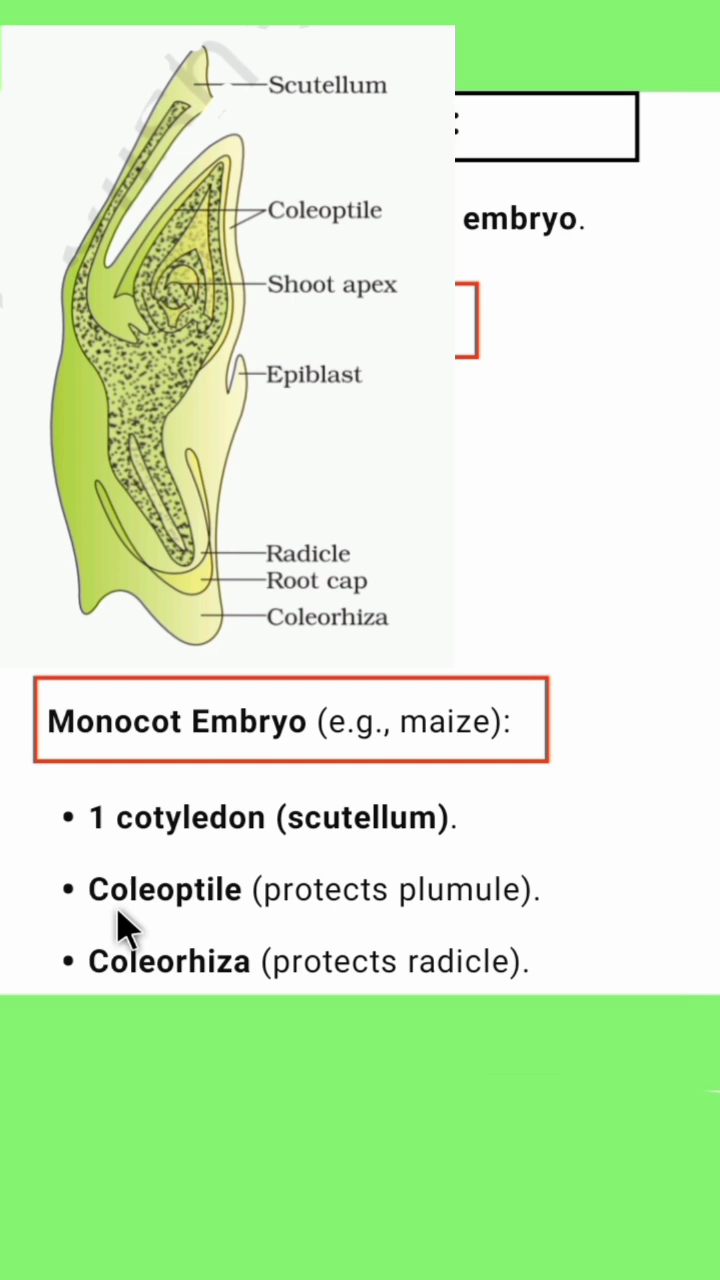 Scutellum
:
Coleoptile
embryo.
Shoot apex
Epiblast
Radicle
Root cap
Coleorhiza
Monocot Embryo (e.g., maize):
• 1 cotyledon (scutellum).
• Coleoptile (protects plumule).
• Coleorhiza (protects radicle).